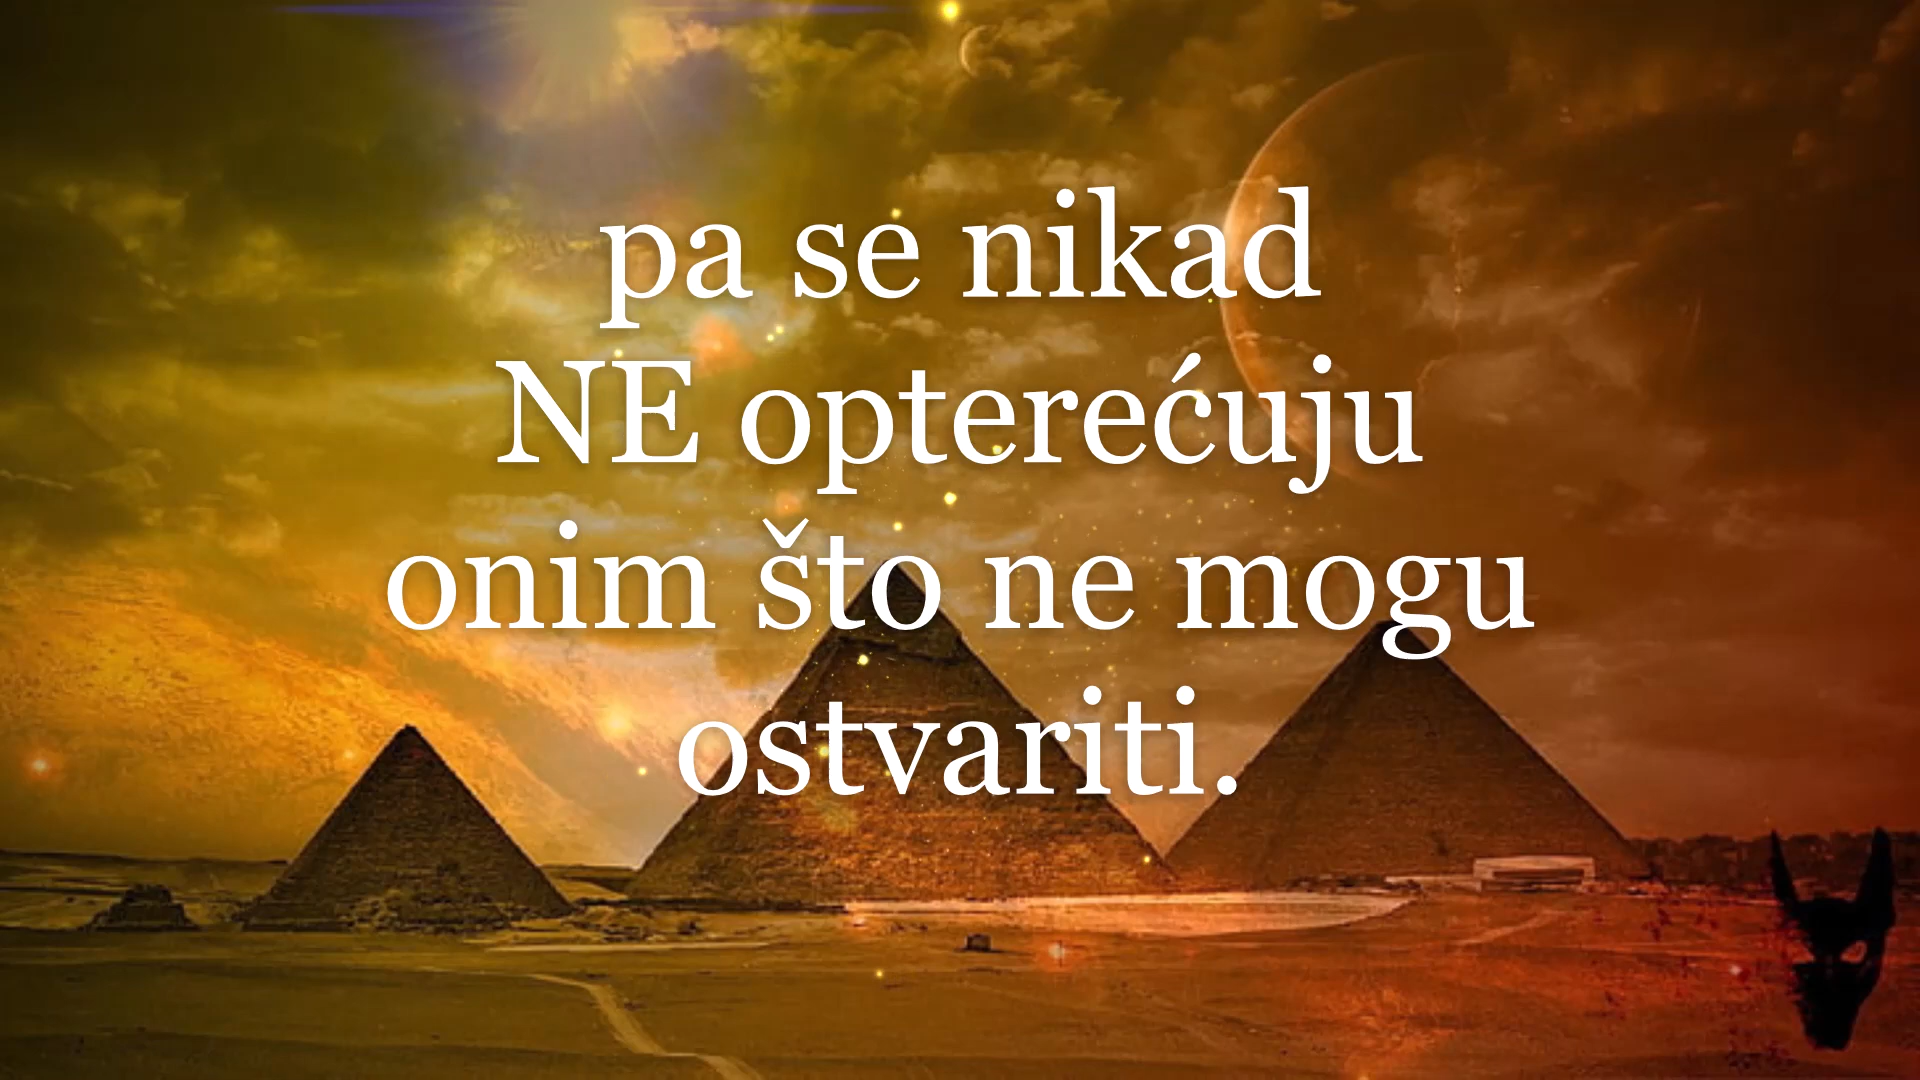 pa se nikad
NE opterećuju
onim što ne mogu
ostvariti.